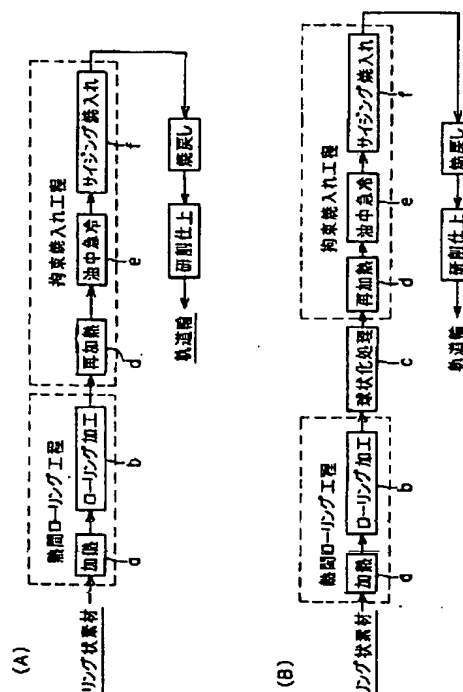 (A)
リング状素材
熱間ローリング工程
加熱
a
ローリング加工
b
拘束焼入れ工程
再加熱
d
油中急冷
e
サイジング焼入れ
f
焼戻し
研削仕上
軌道輪
(B)
リング状素材
熱間ローリング工程
加熱
a
ローリング加工
b
球状化処理
c
拘束焼入れ工程
再加熱
d
油中急冷
e
サイジング焼入れ
f
焼戻し
研削仕上
軌道輪